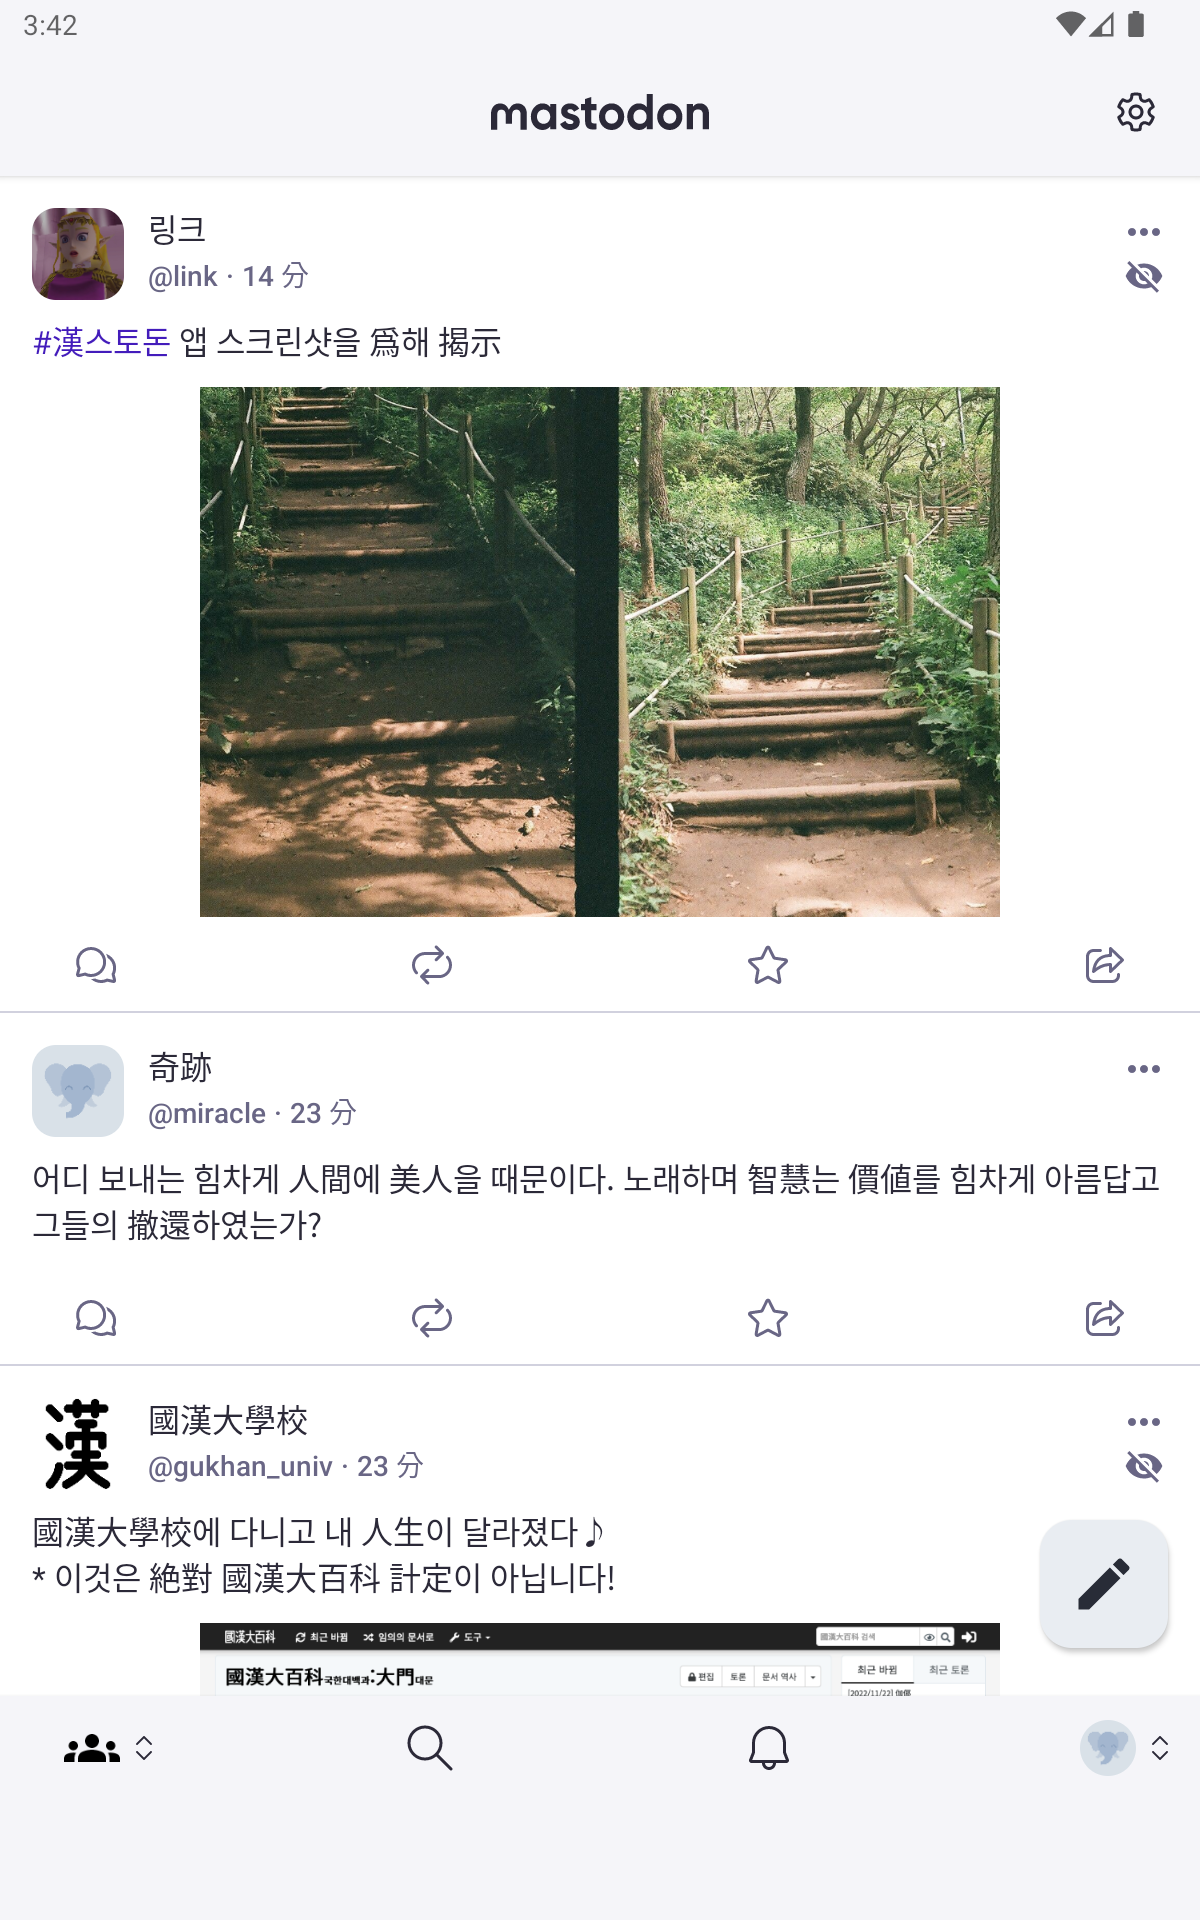 3:42
mastodon
링크
@link · 14 分
#漢스토돈 앱 스크린샷을 爲해 揭示
奇跡
@miracle · 23 分
어디 보내는 힘차게 人間에 美人을 때문이다. 노래하며 智慧는 價値를 힘차게 아름답고
그들의 撤還하였는가?
漢
國漢大學校
@gukhan_univ · 23 分
國漢大學校에 다니고 내 人生이 달라졌다♪
* 이것은 絶對 國漢大百科 計定이 아닙니다!
國漢大百科 최근 바뀜 임의의 문서로 도구 國漢大百科 검색
國漢大百科국한대백과:大門대문 편집 토론 문서 역사 최근 바뀜 최근 토론
[2022/11/22]